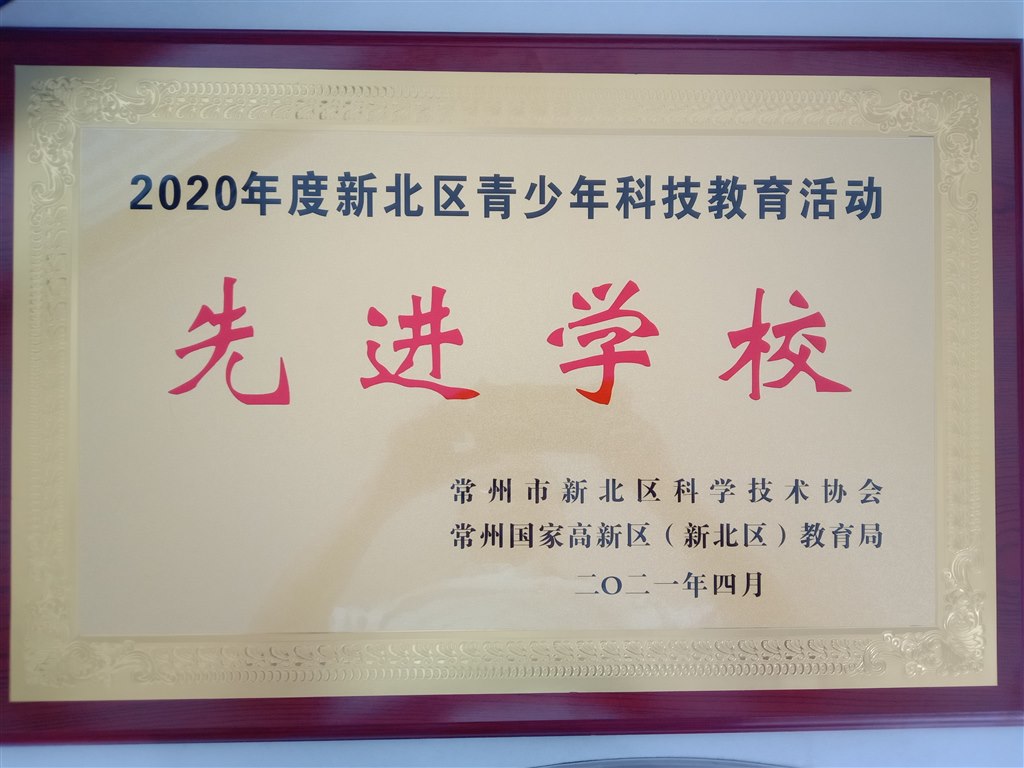 2020年度新北区青少年科技教育活动
先进学校
常州市新北区科学技术协会
常州国家高新区（新北区）教育局
二〇二一年四月